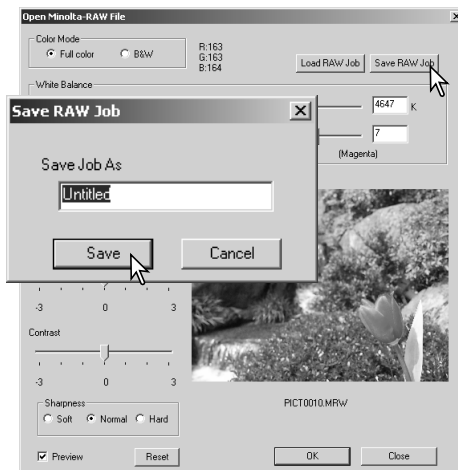 Open Minolta-RAW File
Color Mode
Full color B&W
R:163
G:163
B:164
Load RAW Job Save RAW Job
White Balance
4647 K
7
(Magenta)
Save RAW Job
Save Job As
Untitled
Save Cancel
-3 0 3
Contrast
-3 0 3
Sharpness
Soft Normal Hard
PICT0010.MRW
Preview Reset OK Close